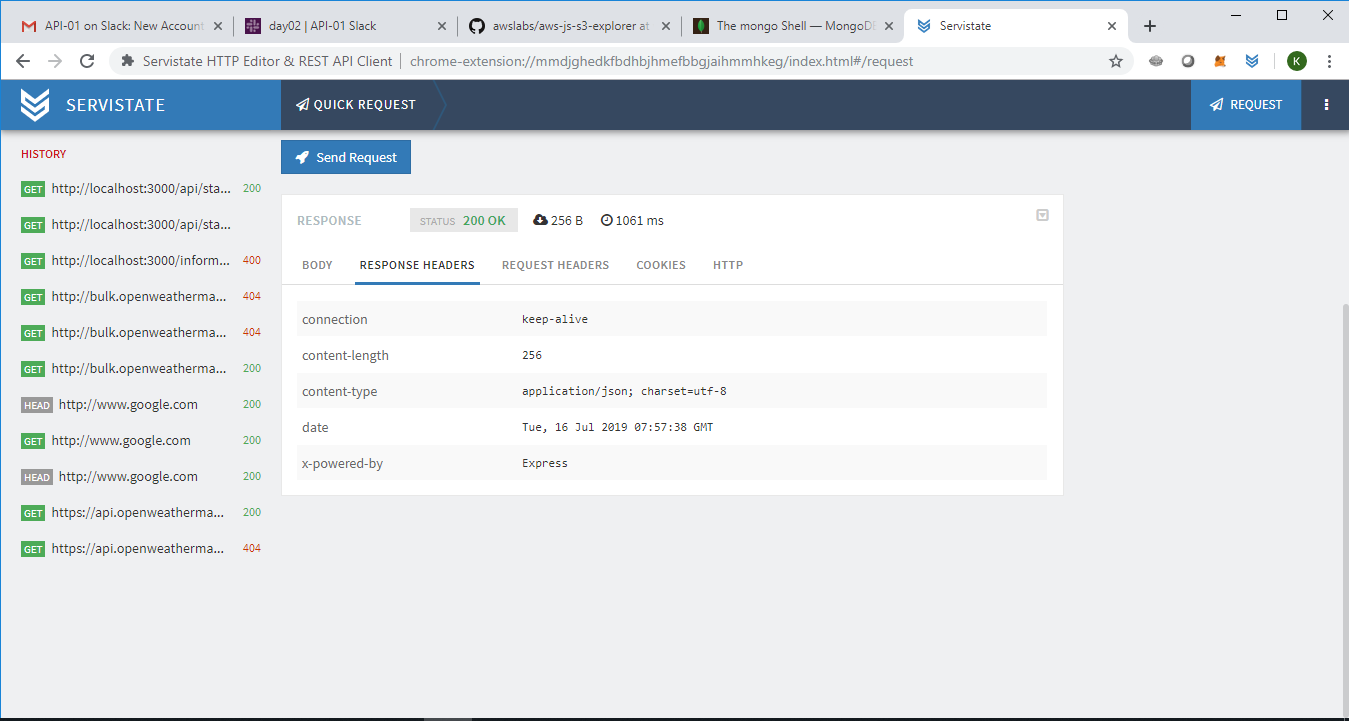 API-01 on Slack: New Account
day02 | API-01 Slack
awslabs/aws-js-s3-explorer at
The mongo Shell — MongoDB
Servistate
Servistate HTTP Editor & REST API Client | chrome-extension://mmdjghedkfbdhbjhmefbbgjaihmmhkeg/index.html#/request
K
SERVISTATE
QUICK REQUEST
REQUEST
HISTORY
GET http://localhost:3000/api/sta... 200
GET http://localhost:3000/api/sta...
GET http://localhost:3000/inform... 400
GET http://bulk.openweatherma... 404
GET http://bulk.openweatherma... 404
GET http://bulk.openweatherma... 200
HEAD http://www.google.com 200
GET http://www.google.com 200
HEAD http://www.google.com 200
GET https://api.openweatherma... 200
GET https://api.openweatherma... 404
Send Request
RESPONSE STATUS 200 OK 256 B 1061 ms
BODY RESPONSE HEADERS REQUEST HEADERS COOKIES HTTP
connection keep-alive
content-length 256
content-type application/json; charset=utf-8
date Tue, 16 Jul 2019 07:57:38 GMT
x-powered-by Express